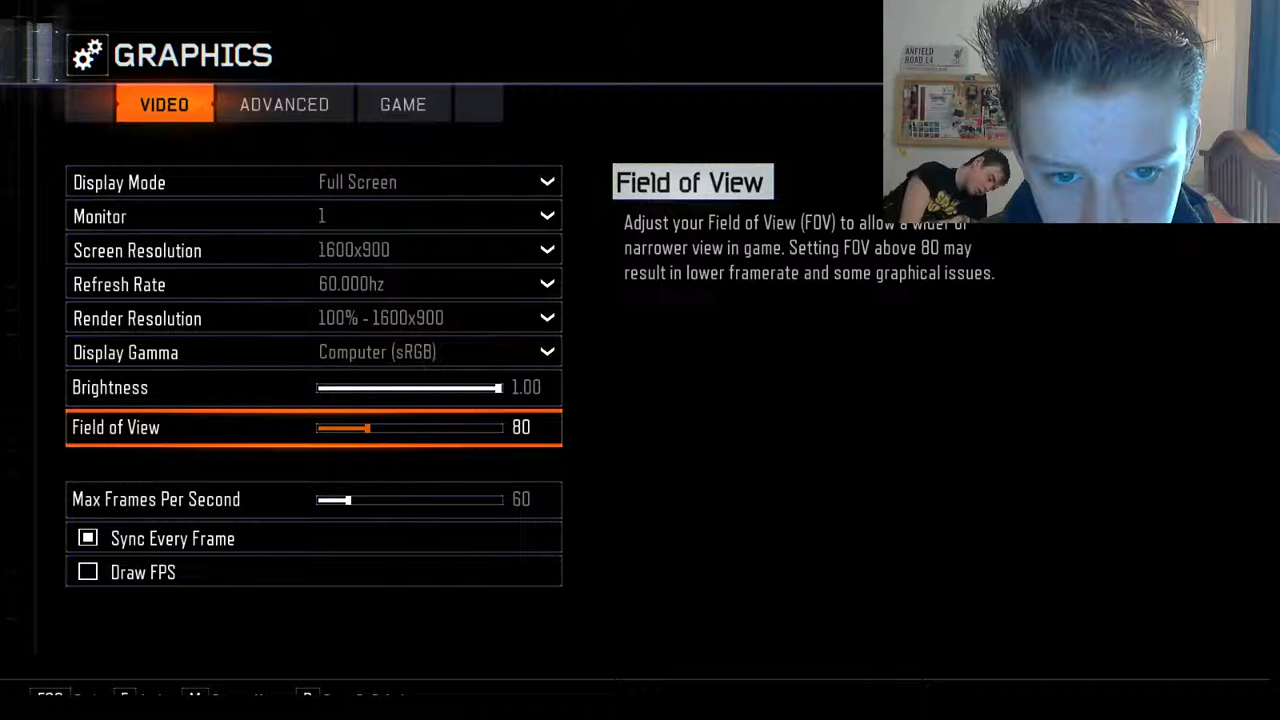 GRAPHICS
VIDEO
ADVANCED
GAME
Display Mode Full Screen
Monitor 1
Screen Resolution 1600x900
Refresh Rate 60.000hz
Render Resolution 100% - 1600x900
Display Gamma Computer (sRGB)
Brightness 1.00
Field of View 80
Max Frames Per Second 60
Sync Every Frame
Draw FPS
Field of View
Adjust your Field of View (FOV) to allow a wider or
narrower view in game. Setting FOV above 80 may
result in lower framerate and some graphical issues.
ANFIELD
ROAD L4